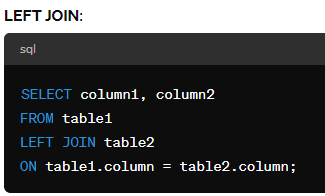 LEFT JOIN:
sql
SELECT column1, column2
FROM table1
LEFT JOIN table2
ON table1.column = table2.column;